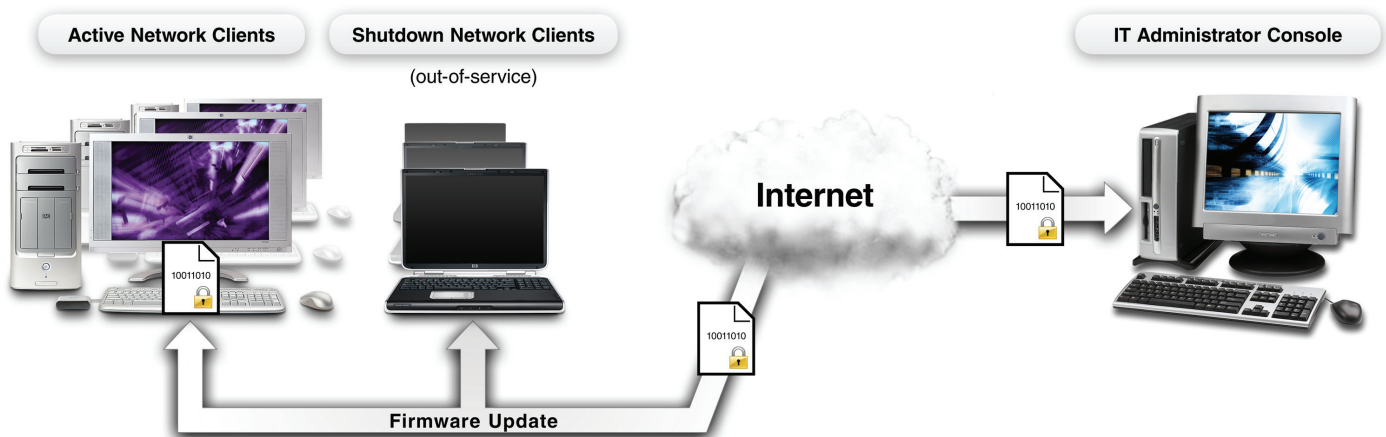 Active Network Clients
Shutdown Network Clients
(out-of-service)
IT Administrator Console
Internet
10011010
10011010
10011010
Firmware Update